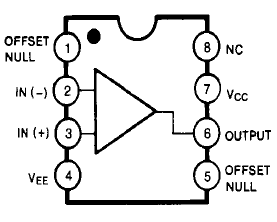 OFFSET
NULL
1
8
NC
IN (-)
2
7
VCC
IN (+)
3
6
OUTPUT
VEE
4
5
OFFSET
NULL